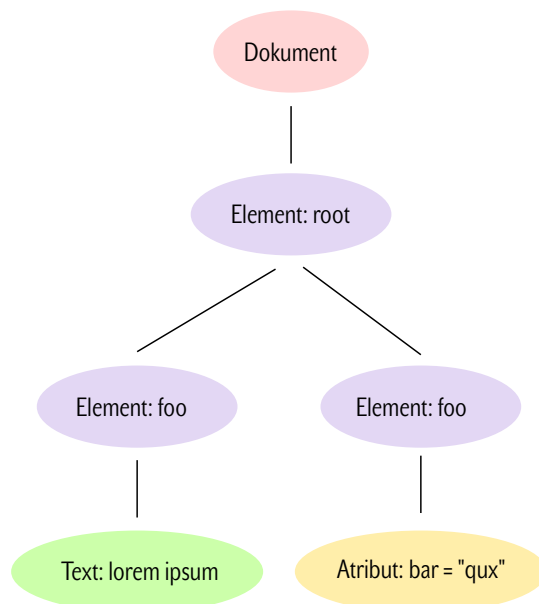 Dokument
Element: root
Element: foo
Element: foo
Text: lorem ipsum
Atribut: bar = "qux"